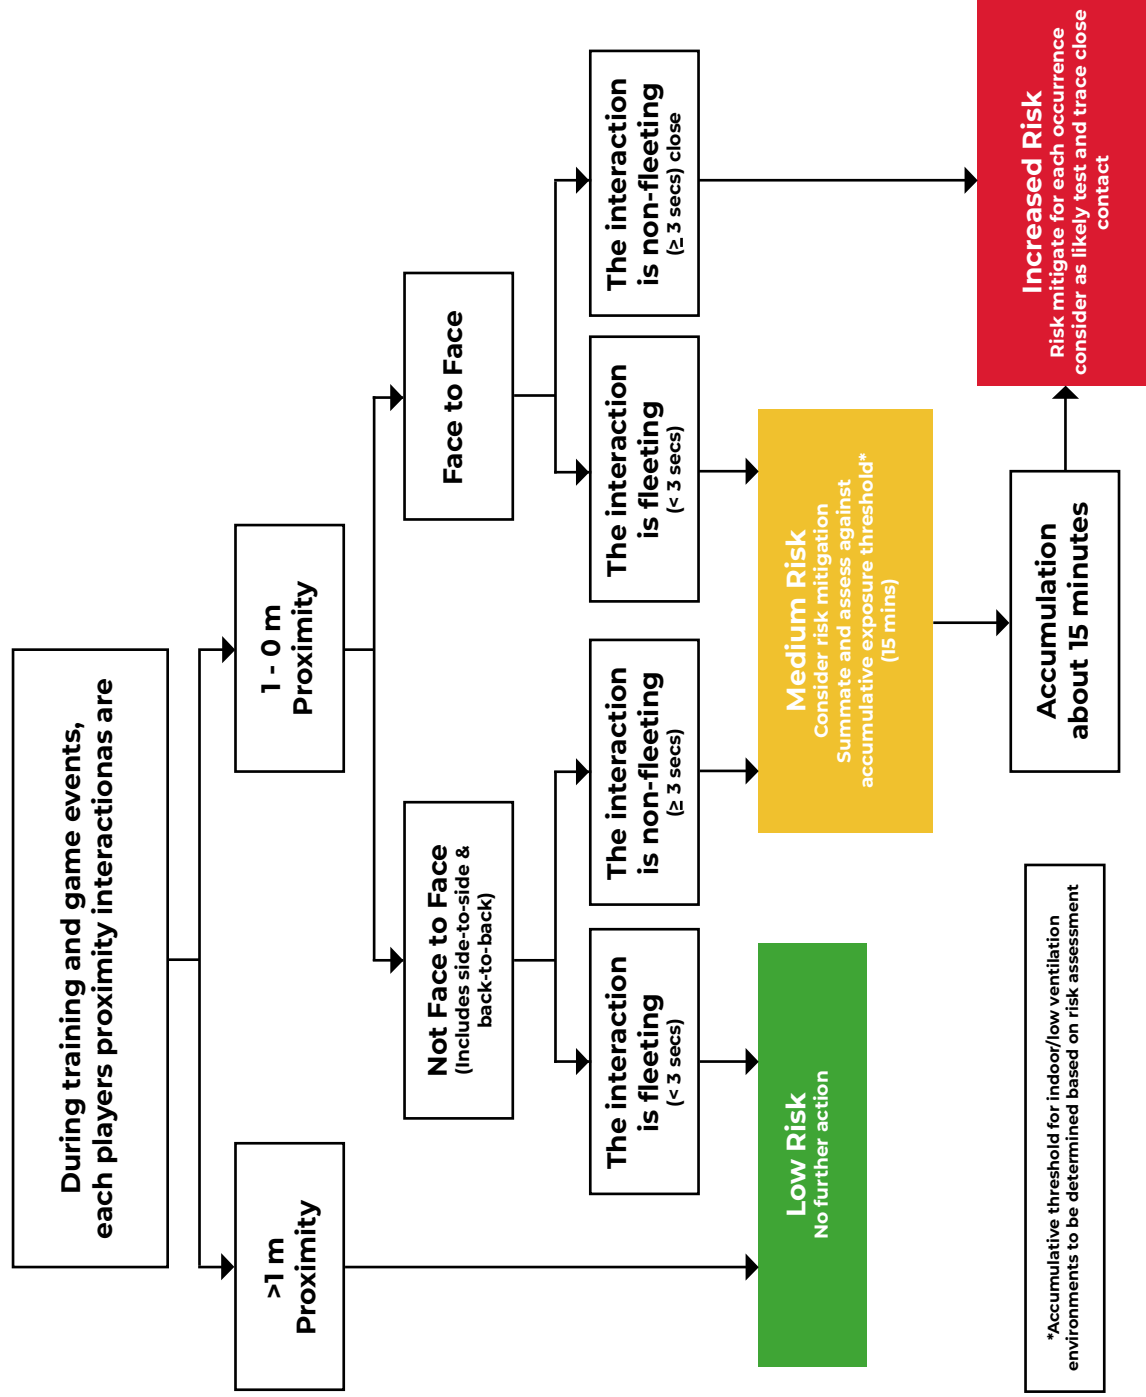 During training and game events,
each players proximity interactionas are
>1 m
Proximity
1 - 0 m
Proximity
Not Face to Face
(Includes side-to-side &
back-to-back)
Face to Face
The interaction
is fleeting
(< 3 secs)
The interaction
is non-fleeting
(≥ 3 secs)
The interaction
is fleeting
(< 3 secs)
The interaction
is non-fleeting
(≥ 3 secs) close
Low Risk
No further action
Medium Risk
Consider risk mitigation
Summate and assess against
accumulative exposure threshold*
(15 mins)
Increased Risk
Risk mitigate for each occurrence
consider as likely test and trace close
contact
Accumulation
about 15 minutes
*Accumulative threshold for indoor/low ventilation
environments to be determined based on risk assessment